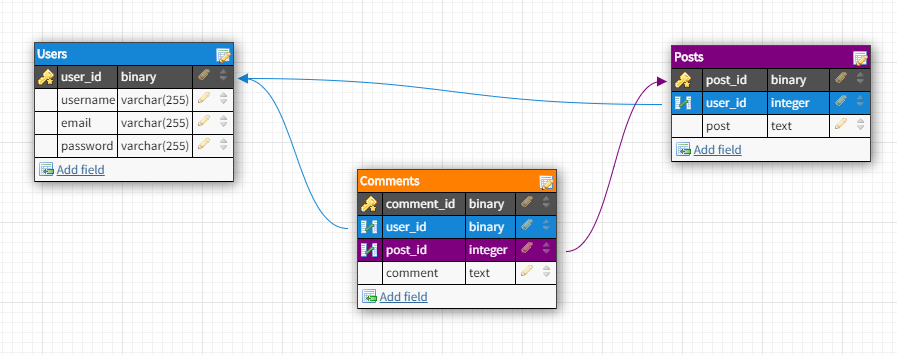 Users
user_id binary
username varchar(255)
email varchar(255)
password varchar(255)
Add field
Posts
post_id binary
user_id integer
post text
Add field
Comments
comment_id binary
user_id binary
post_id integer
comment text
Add field